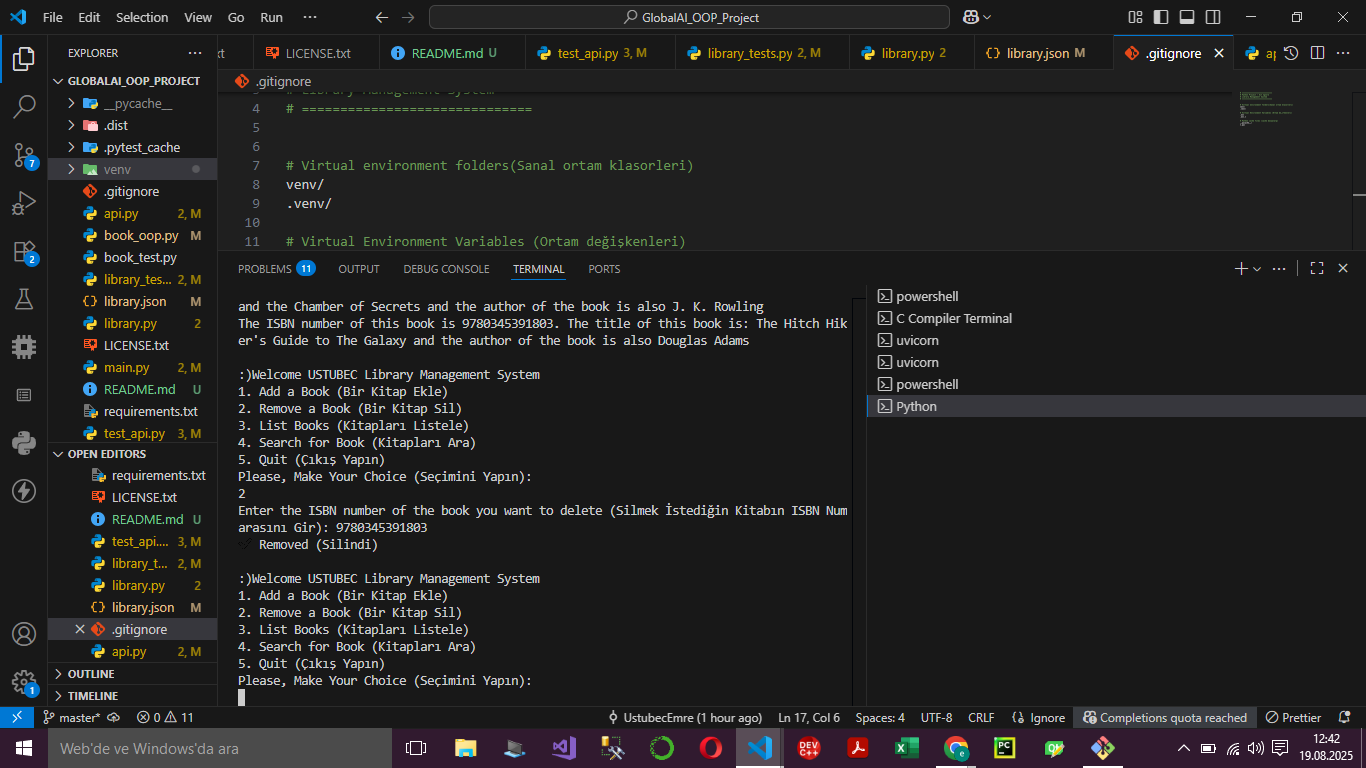 File Edit Selection View Go Run ··· GlobalAI_OOP_Project
EXPLORER ···
GLOBALAI_OOP_PROJECT
__pycache__
.dist
.pytest_cache
venv
.gitignore
api.py 2, M
book_oop.py M
book_test.py
library_tes... 2, M
library.json M
library.py 2
LICENSE.txt
main.py 2, M
README.md U
requirements.txt
test_api.py 3, M
OPEN EDITORS
requirements.txt
LICENSE.txt
README.md U
test_api.... 3, M
library_t... 2, M
library.py 2
library.json M
.gitignore
api.py 2, M
OUTLINE
TIMELINE
7
2
1
LICENSE.txt README.md U test_api.py 3, M library_tests.py 2, M library.py 2 library.json M .gitignore
.gitignore
3 # Library Management System
4 # ==============================
5
6
7 # Virtual environment folders(Sanal ortam klasorleri)
8 venv/
9 .venv/
10
11 # Virtual Environment Variables (Ortam değişkenleri)
PROBLEMS 11 OUTPUT DEBUG CONSOLE TERMINAL PORTS
and the Chamber of Secrets and the author of the book is also J. K. Rowling
The ISBN number of this book is 9780345391803. The title of this book is: The Hitch Hik
er's Guide to The Galaxy and the author of the book is also Douglas Adams
:)Welcome USTUBEC Library Management System
1. Add a Book (Bir Kitap Ekle)
2. Remove a Book (Bir Kitap Sil)
3. List Books (Kitapları Listele)
4. Search for Book (Kitapları Ara)
5. Quit (Çıkış Yapın)
Please, Make Your Choice (Seçimini Yapın):
2
Enter the ISBN number of the book you want to delete (Silmek İstediğin Kitabın ISBN Num
arasını Gir): 9780345391803
Removed (Silindi)
:)Welcome USTUBEC Library Management System
1. Add a Book (Bir Kitap Ekle)
2. Remove a Book (Bir Kitap Sil)
3. List Books (Kitapları Listele)
4. Search for Book (Kitapları Ara)
5. Quit (Çıkış Yapın)
Please, Make Your Choice (Seçimini Yapın):
powershell
C Compiler Terminal
uvicorn
uvicorn
powershell
Python
master* 0 11 UstubecEmre (1 hour ago) Ln 17, Col 6 Spaces: 4 UTF-8 CRLF Ignore Completions quota reached Prettier
Web'de ve Windows'da ara
DEV C++
PC
12:42
19.08.2025